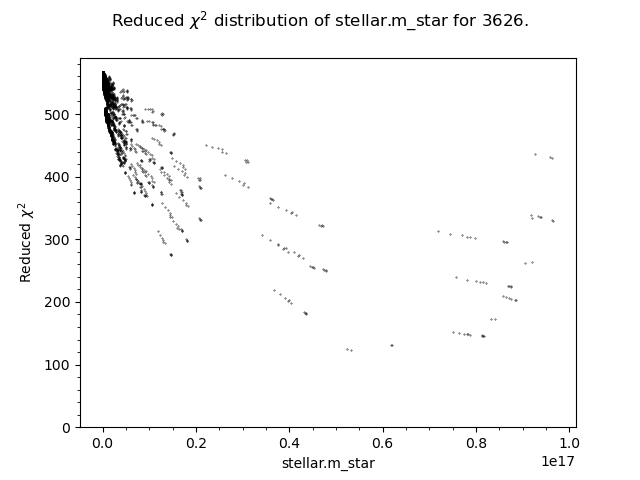 Reduced χ² distribution of stellar.m_star for 3626.
Reduced χ²
500
400
300
200
100
0
0.0 0.2 0.4 0.6 0.8 1.0
1e17
stellar.m_star